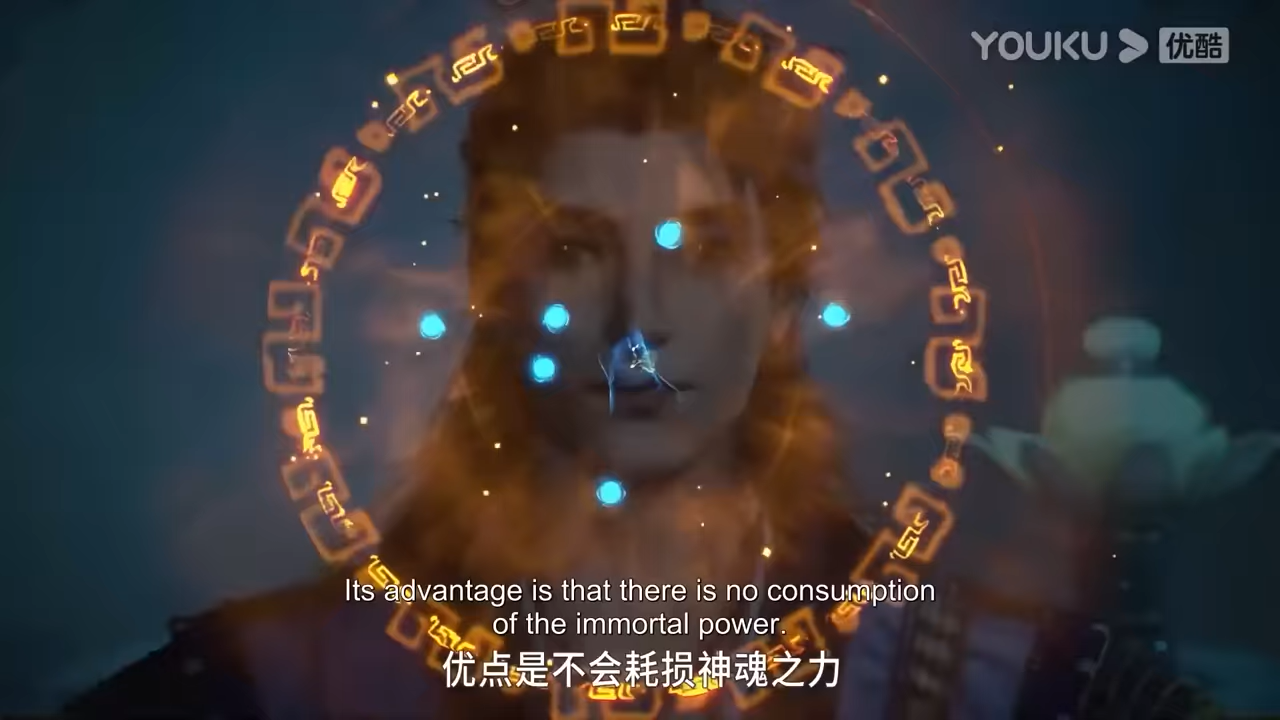 YOUKU 优酷
Its advantage is that there is no consumption
of the immortal power.
优点是不会耗损神魂之力